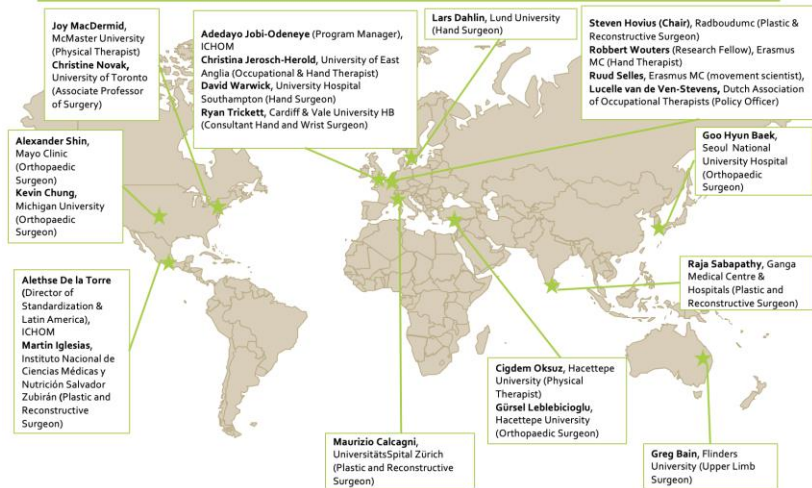 Joy MacDermid,
McMaster University
(Physical Therapist)
Christine Novak,
University of Toronto
(Associate Professor
of Surgery)
Adedayo Jobi-Odeneye (Program Manager),
ICHOM
Christina Jerosch-Herold, University of East
Anglia (Occupational & Hand Therapist)
David Warwick, University Hospital
Southampton (Hand Surgeon)
Ryan Trickett, Cardiff & Vale University HB
(Consultant Hand and Wrist Surgeon)
Lars Dahlin, Lund University
(Hand Surgeon)
Steven Hovius (Chair), Radboudumc (Plastic &
Reconstructive Surgeon)
Robbert Wouters (Research Fellow), Erasmus
MC (Hand Therapist)
Ruud Selles, Erasmus MC (movement scientist),
Lucelle van de Ven-Stevens, Dutch Association
of Occupational Therapists (Policy Officer)
Alexander Shin,
Mayo Clinic
(Orthopaedic
Surgeon)
Kevin Chung,
Michigan University
(Orthopaedic
Surgeon)
Goo Hyun Baek,
Seoul National
University Hospital
(Orthopaedic
Surgeon)
Alethse De la Torre
(Director of
Standardization &
Latin America),
ICHOM
Martin Iglesias,
Instituto Nacional de
Ciencias Médicas y
Nutrición Salvador
Zubirán (Plastic and
Reconstructive
Surgeon)
Raja Sabapathy, Ganga
Medical Centre &
Hospitals (Plastic and
Reconstructive Surgeon)
Cigdem Oksuz, Hacettepe
University (Physical
Therapist)
Gürsel Leblebicioglu,
Hacettepe University
(Orthopaedic Surgeon)
Maurizio Calcagni,
UniversitätsSpital Zürich
(Plastic and Reconstructive
Surgeon)
Greg Bain, Flinders
University (Upper Limb
Surgeon)